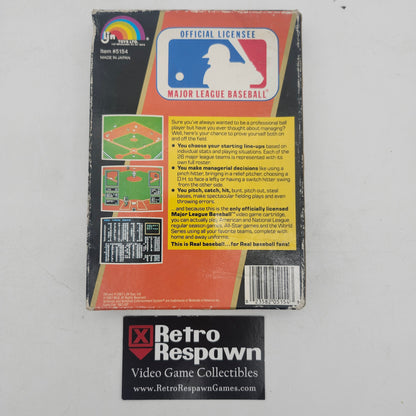 LJN
TOYS LTD.
Item #5154
MADE IN JAPAN
OFFICIAL LICENSEE
MAJOR LEAGUE BASEBALL
Sure you've always wanted to be a professional ball
player but have you ever thought about managing?
Well, here's your chance to prove yourself both on
and off the field.
You choose your starting line-ups based on
individual stats and playing situations. Each of the
26 major league teams is represented with its
own full roster.
You make managerial decisions like using a
pinch hitter, bringing in a relief pitcher, choosing a
D.H. to face a lefty or having a switch hitter swing
from the other side.
You pitch, catch, hit, bunt, pitch-out, steal
bases, make spectacular fielding plays and even
throwing errors.
...and because this is the only officially licensed
Major League Baseball™ video game cartridge,
you can actually play American and National League,
regular season games, All-Star games and the World
Series using all your favorite teams, complete with
home and away uniforms.
This is Real baseball...for Real baseball fans!
Retro
Respawn
Video Game Collectibles
www.RetroRespawnGames.com